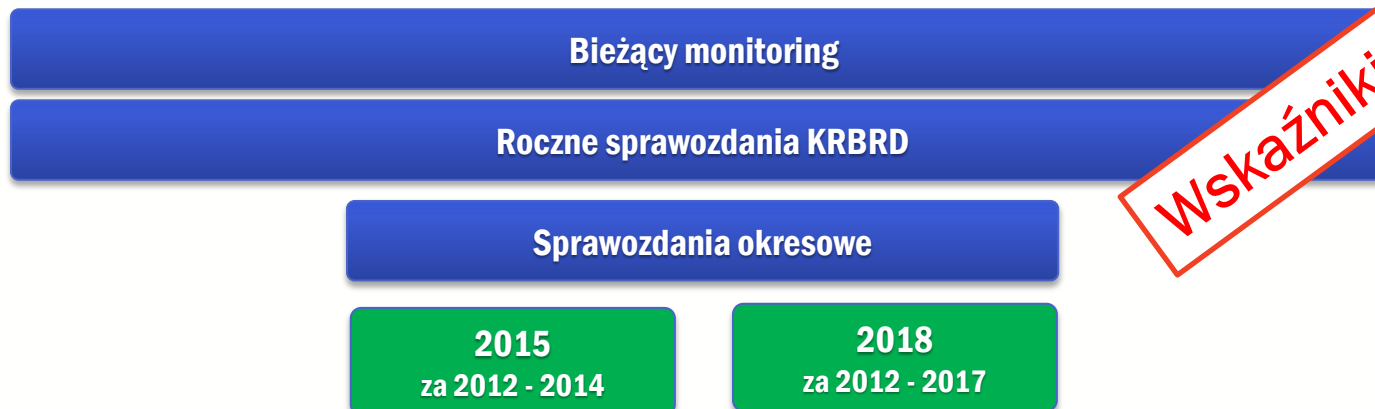 Bieżący monitoring
Roczne sprawozdania KRBRD
Wskaźniki
Sprawozdania okresowe
2015
za 2012 - 2014
2018
za 2012 - 2017